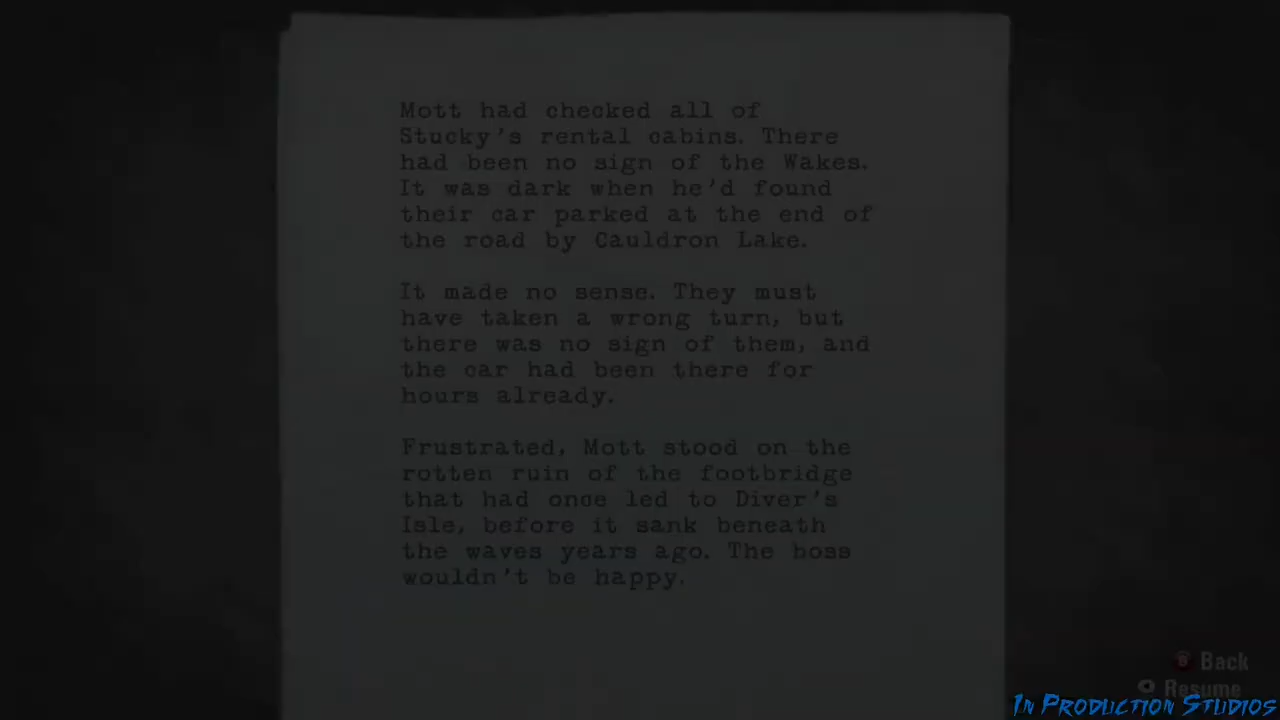 Mott had checked all of
Stucky's rental cabins. There
had been no sign of the Wakes.
It was dark when he'd found
their car parked at the end of
the road by Cauldron Lake.
It made no sense. They must
have taken a wrong turn, but
there was no sign of them, and
the car had been there for
hours already.
Frustrated, Mott stood on the
rotten ruin of the footbridge
that had once led to Diver's
Isle, before it sank beneath
the waves years ago. The boss
wouldn't be happy.
B Back
Resume
In Production Studios